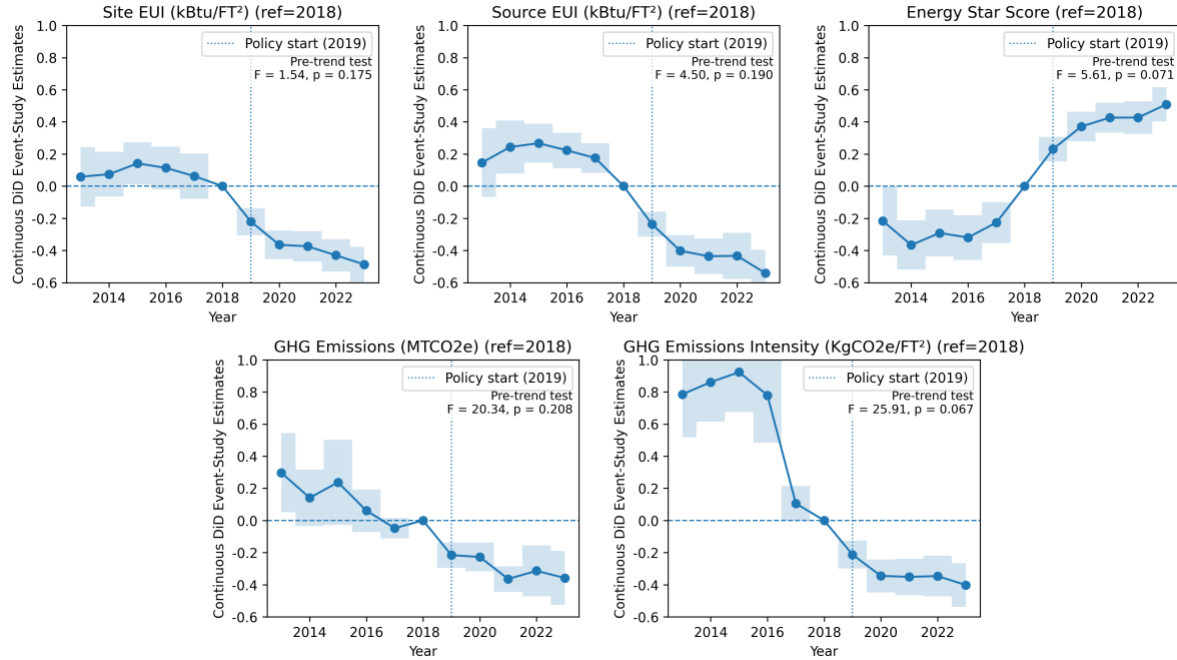 Site EUI (kBtu/FT²) (ref=2018)
Continuous DiD Event-Study Estimates
1.0
0.8
0.6
0.4
0.2
0.0
-0.2
-0.4
-0.6
Policy start (2019)
Pre-trend test
F = 1.54, p = 0.175
2014 2016 2018 2020 2022
Year
Source EUI (kBtu/FT²) (ref=2018)
Continuous DiD Event-Study Estimates
1.0
0.8
0.6
0.4
0.2
0.0
-0.2
-0.4
-0.6
Policy start (2019)
Pre-trend test
F = 4.50, p = 0.190
2014 2016 2018 2020 2022
Year
Energy Star Score (ref=2018)
Continuous DiD Event-Study Estimates
1.0
0.8
0.6
0.4
0.2
0.0
-0.2
-0.4
-0.6
Policy start (2019)
Pre-trend test
F = 5.61, p = 0.071
2014 2016 2018 2020 2022
Year
GHG Emissions (MTCO2e) (ref=2018)
Continuous DiD Event-Study Estimates
1.0
0.8
0.6
0.4
0.2
0.0
-0.2
-0.4
-0.6
Policy start (2019)
Pre-trend test
F = 20.34, p = 0.208
2014 2016 2018 2020 2022
Year
GHG Emissions Intensity (KgCO2e/FT²) (ref=2018)
Continuous DiD Event-Study Estimates
1.0
0.8
0.6
0.4
0.2
0.0
-0.2
-0.4
-0.6
Policy start (2019)
Pre-trend test
F = 25.91, p = 0.067
2014 2016 2018 2020 2022
Year